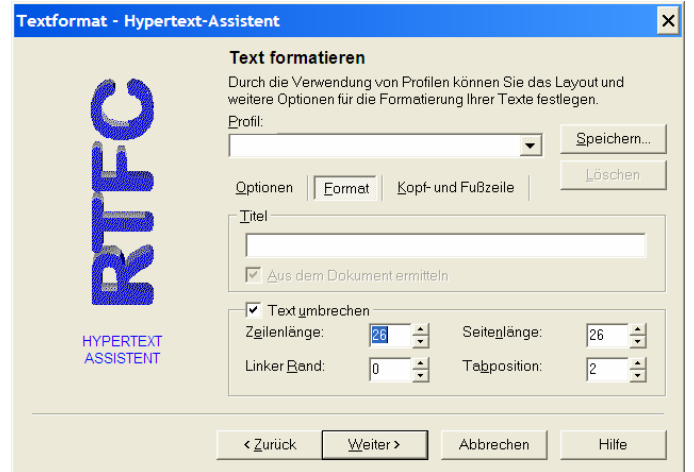 Textformat - Hypertext-Assistent
RTFC
HYPERTEXT
ASSISTENT
Text formatieren
Durch die Verwendung von Profilen können Sie das Layout und
weitere Optionen für die Formatierung Ihrer Texte festlegen.
Profil:
Speichern...
Löschen
Optionen Format Kopf- und Fußzeile
Titel
Aus dem Dokument ermitteln
Text umbrechen
Zeilenlänge: 26 Seitenlänge: 26
Linker Rand: 0 Tabposition: 2
< Zurück Weiter > Abbrechen Hilfe